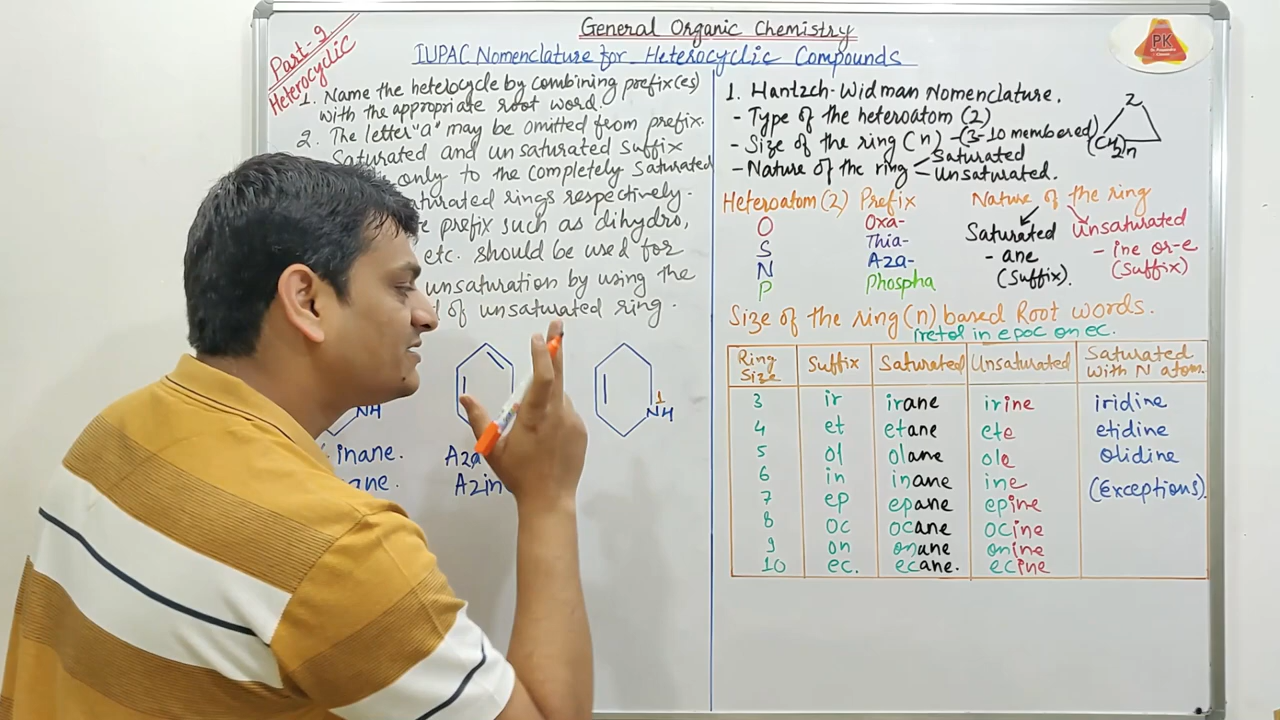 General Organic Chemistry
IUPAC Nomenclature for Heterocyclic Compounds
Part-9
Heterocyclic
1. Name the heterocycle by combining prefix(es)
with the appropriate root word.
2. The letter "a" may be omitted from prefix.
Saturated and unsaturated suffix
only to the completely saturated
rings respectively.
prefix such as dihydro,
etc. should be used for
unsaturation by using the
of unsaturated ring.
NH
1
NH
inane.
ane.
Aza
Azin
PK
1. Hantzch-Widman Nomenclature.
- Type of the heteroatom (Z)
- Size of the ring (n) - (3-10 membered)
- Nature of the ring - Saturated
- Unsaturated.
Z
(CH2)n
Heteroatom (Z) Prefix
O Oxa-
S Thia-
N Aza-
P Phospha
Nature of the ring
Saturated
- ane
(Suffix).
Unsaturated
- ine or -e
(Suffix)
Size of the ring (n) based Root words.
iretol in epoc on ec.
Ring Size Suffix Saturated Unsaturated Saturated with N atom.
3 ir irane irine iridine
4 et etane ete etidine
5 ol olane ole olidine
6 in inane ine (Exceptions).
7 ep epane epine
8 oc ocane ocine
9 on onane onine
10 ec. ecane. ecine